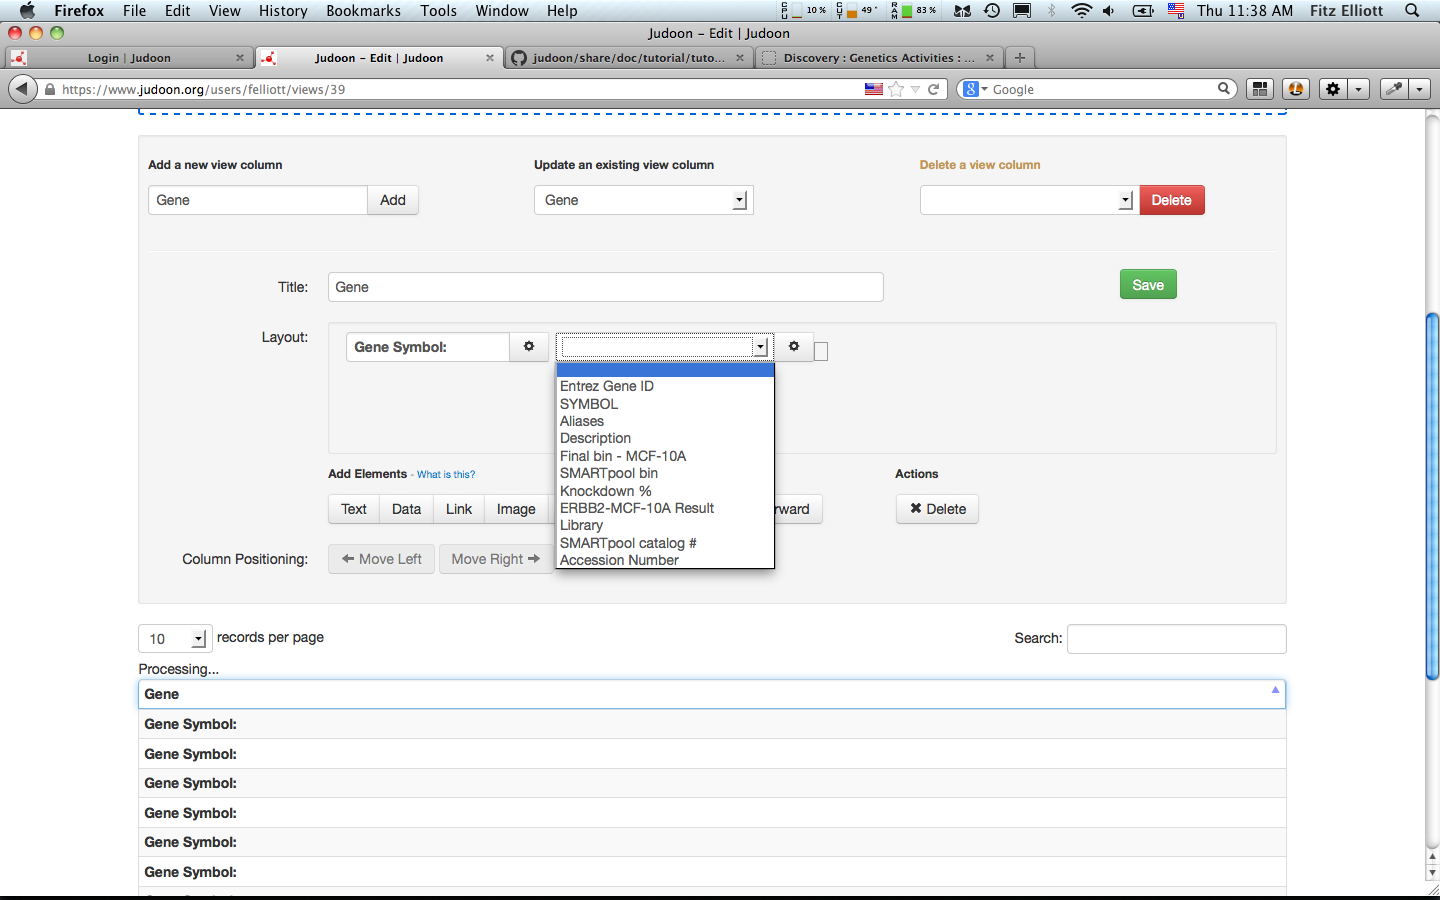 Firefox File Edit View History Bookmarks Tools Window Help CPU 10 % CUT 49 ° RAM 83 % Thu 11:38 AM Fitz Elliott
Judoon – Edit | Judoon
Login | Judoon Judoon – Edit | Judoon judoon/share/doc/tutorial/tuto... Discovery : Genetics Activities : ...
https://www.judoon.org/users/felliott/views/39 Google
Add a new view column Update an existing view column Delete a view column
Gene Add Gene Delete
Title: Gene Save
Layout: Gene Symbol:
Entrez Gene ID
SYMBOL
Aliases
Description
Final bin - MCF-10A
SMARTpool bin
Knockdown %
ERBB2-MCF-10A Result
Library
SMARTpool catalog #
Accession Number
Add Elements - What is this? Actions
Text Data Link Image rward Delete
Column Positioning: Move Left Move Right
10 records per page Search:
Processing...
Gene
Gene Symbol:
Gene Symbol:
Gene Symbol:
Gene Symbol:
Gene Symbol:
Gene Symbol: